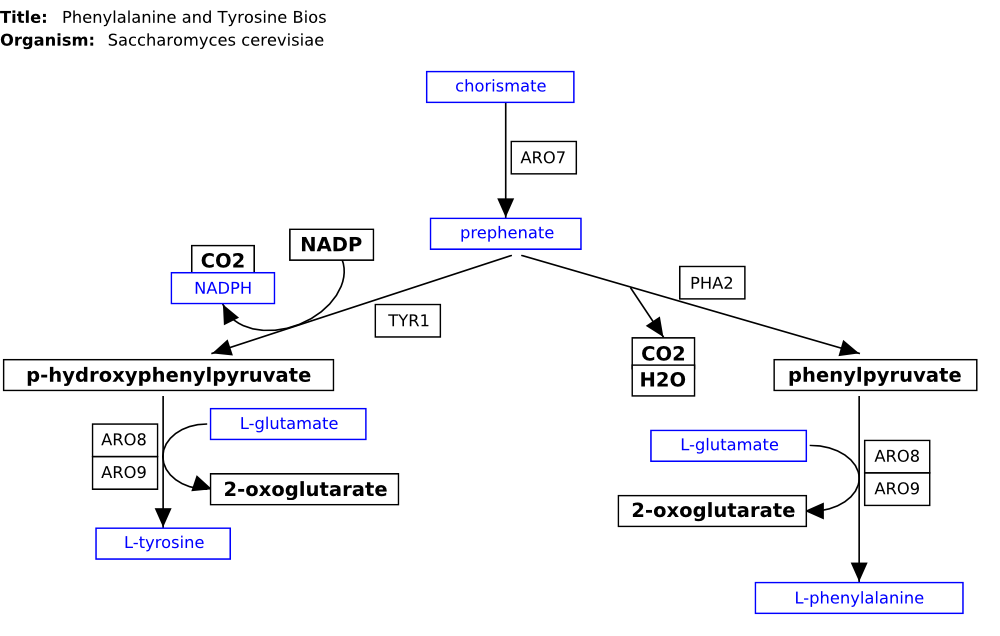 Title: Phenylalanine and Tyrosine Bios
Organism: Saccharomyces cerevisiae
chorismate
ARO7
prephenate
NADP
CO2
NADPH
PHA2
TYR1
CO2
H2O
p-hydroxyphenylpyruvate
phenylpyruvate
L-glutamate
ARO8
ARO9
2-oxoglutarate
L-glutamate
ARO8
ARO9
2-oxoglutarate
L-tyrosine
L-phenylalanine